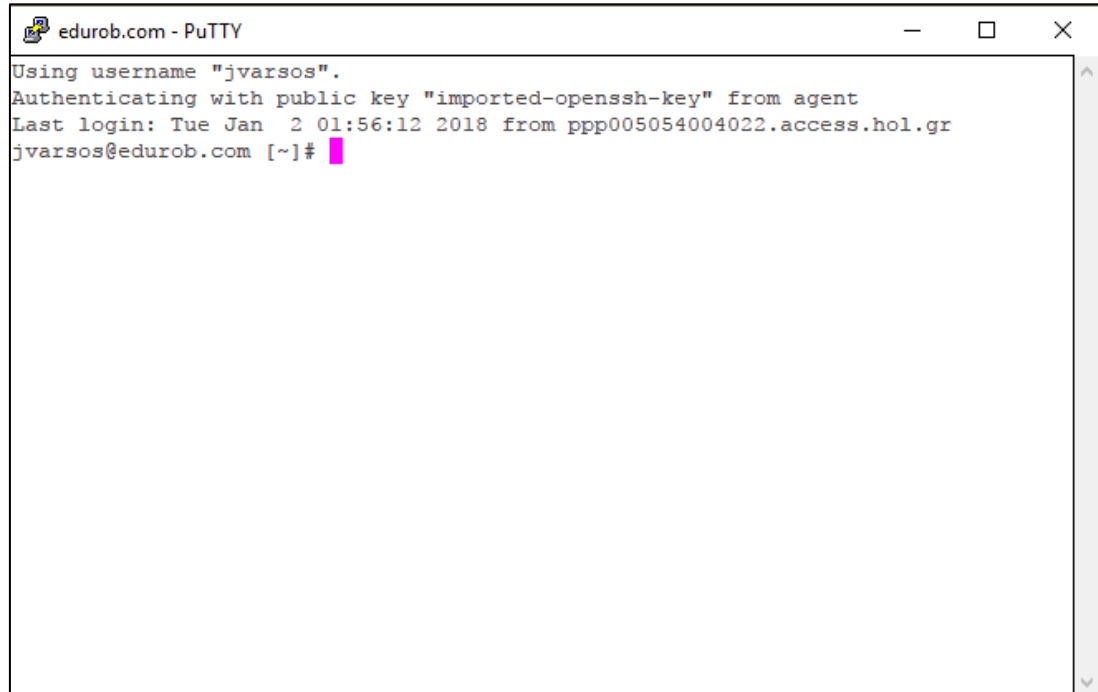 edurob.com - PuTTY
Using username "jvarsos".
Authenticating with public key "imported-openssh-key" from agent
Last login: Tue Jan  2 01:56:12 2018 from ppp005054004022.access.hol.gr
jvarsos@edurob.com [~]#